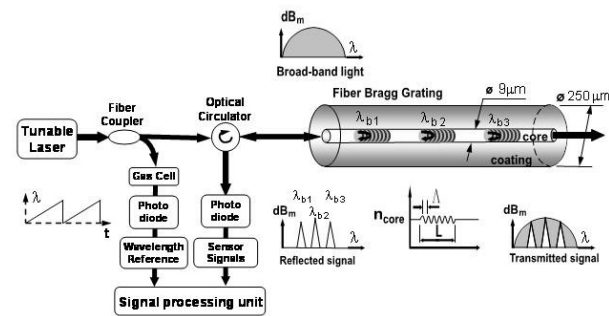 dBm
λ
Broad-band light
Fiber Bragg Grating
ø 9µm
ø 250 µm
Tunable
Laser
Fiber
Coupler
Optical
Circulator
λb1
λb2
λb3
core
coating
Gas Cell
Photo
diode
Wavelength
Reference
Photo
diode
Sensor
Signals
Signal processing unit
λ
t
dBm
λb1
λb2
λb3
λ
Reflected signal
ncore
Λ
L
dBm
λ
Transmitted signal